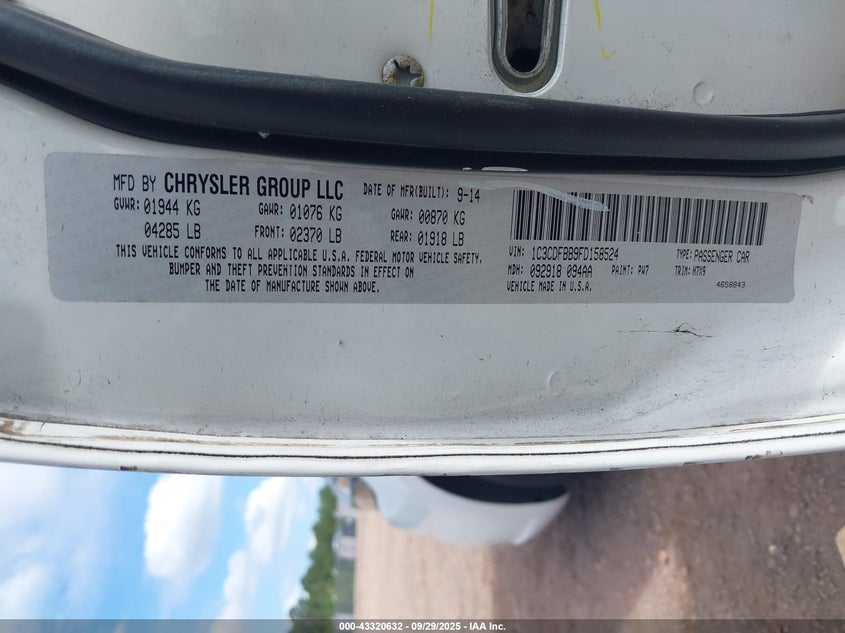 MFD BY CHRYSLER GROUP LLC DATE OF MFR(BUILT): 9-14
GVWR: 01944 KG GAWR: 01076 KG GAWR: 00870 KG
04285 LB FRONT: 02370 LB REAR: 01918 LB
THIS VEHICLE CONFORMS TO ALL APPLICABLE U.S.A. FEDERAL MOTOR VEHICLE SAFETY,
BUMPER AND THEFT PREVENTION STANDARDS IN EFFECT ON
THE DATE OF MANUFACTURE SHOWN ABOVE.
VIN: 1C3CDFBB9FD158524 TYPE: PASSENGER CAR
MDH: 092918 094AA PAINT: PW7 TRIM: H7X9
VEHICLE MADE IN U.S.A. 4658843
000-43320632 - 09/29/2025 - IAA Inc.